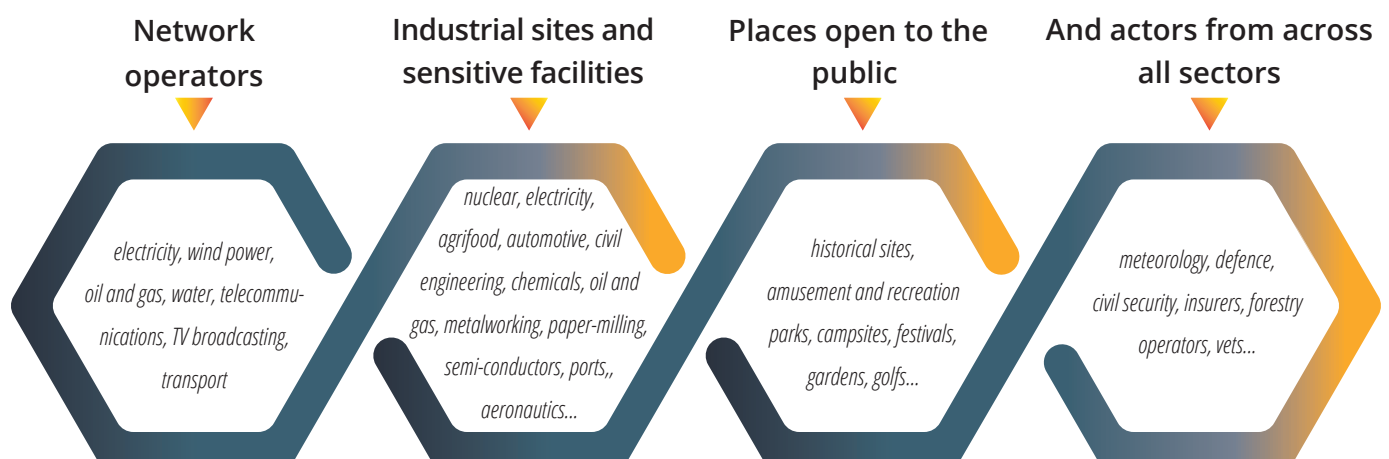 Network
operators
electricity, wind power,
oil and gas, water, telecommu-
nications, TV broadcasting,
transport
Industrial sites and
sensitive facilities
nuclear, electricity,
agrifood, automotive, civil
engineering, chemicals, oil and
gas, metalworking, paper-milling,
semi-conductors, ports,,
aeronautics...
Places open to the
public
historical sites,
amusement and recreation
parks, campsites, festivals,
gardens, golfs...
And actors from across
all sectors
meteorology, defence,
civil security, insurers, forestry
operators, vets...